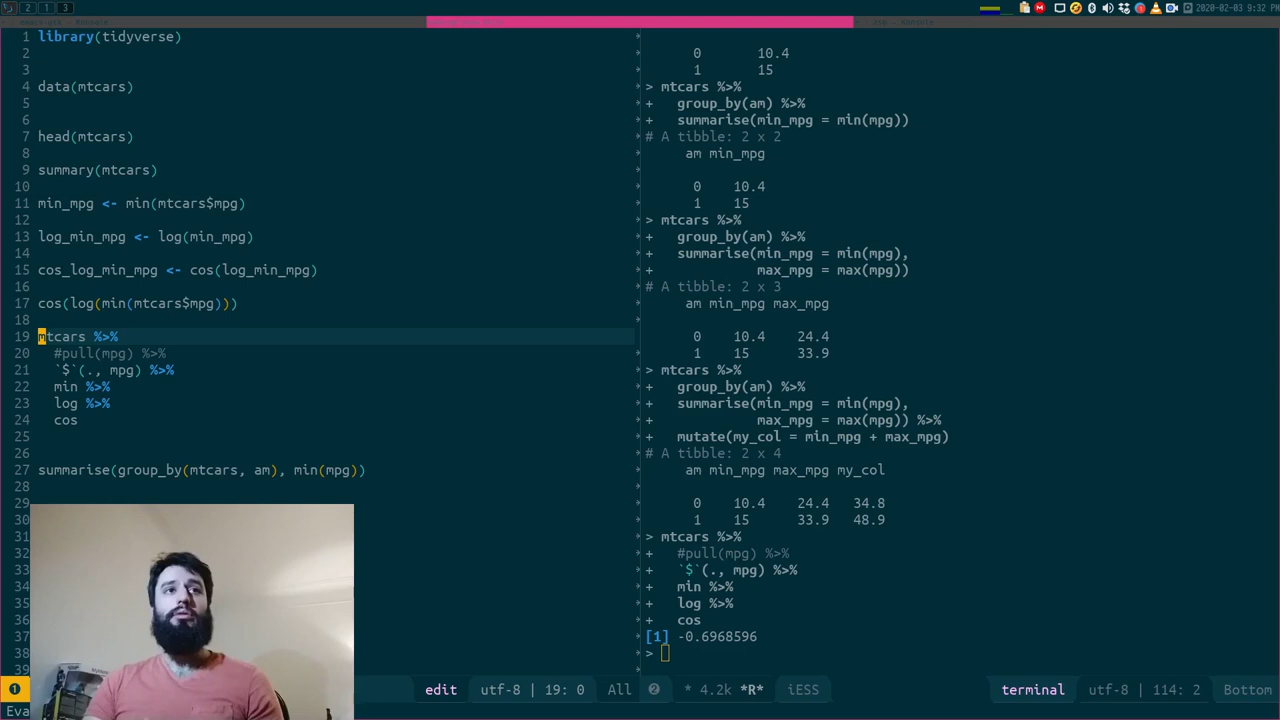 2 1 3
2020-02-03 9:32 PM
1 library(tidyverse)
2
3
4 data(mtcars)
5
6
7 head(mtcars)
8
9 summary(mtcars)
10
11 min_mpg <- min(mtcars$mpg)
12
13 log_min_mpg <- log(min_mpg)
14
15 cos_log_min_mpg <- cos(log_min_mpg)
16
17 cos(log(min(mtcars$mpg)))
18
19 mtcars %>%
20 #pull(mpg) %>%
21 `$`(., mpg) %>%
22 min %>%
23 log %>%
24 cos
25
26
27 summarise(group_by(mtcars, am), min(mpg))
28
29
30
31
32
33
34
35
36
37
38
39
0 10.4
1 15
> mtcars %>%
+ group_by(am) %>%
+ summarise(min_mpg = min(mpg))
# A tibble: 2 x 2
am min_mpg
0 10.4
1 15
> mtcars %>%
+ group_by(am) %>%
+ summarise(min_mpg = min(mpg),
+ max_mpg = max(mpg))
# A tibble: 2 x 3
am min_mpg max_mpg
0 10.4 24.4
1 15 33.9
> mtcars %>%
+ group_by(am) %>%
+ summarise(min_mpg = min(mpg),
+ max_mpg = max(mpg)) %>%
+ mutate(my_col = min_mpg + max_mpg)
# A tibble: 2 x 4
am min_mpg max_mpg my_col
0 10.4 24.4 34.8
1 15 33.9 48.9
> mtcars %>%
+ #pull(mpg) %>%
+ `$`(., mpg) %>%
+ min %>%
+ log %>%
+ cos
[1] -0.6968596
>
1 edit utf-8 | 19: 0 All
2 * 4.2k *R* iESS terminal utf-8 | 114: 2 Bottom
Eva